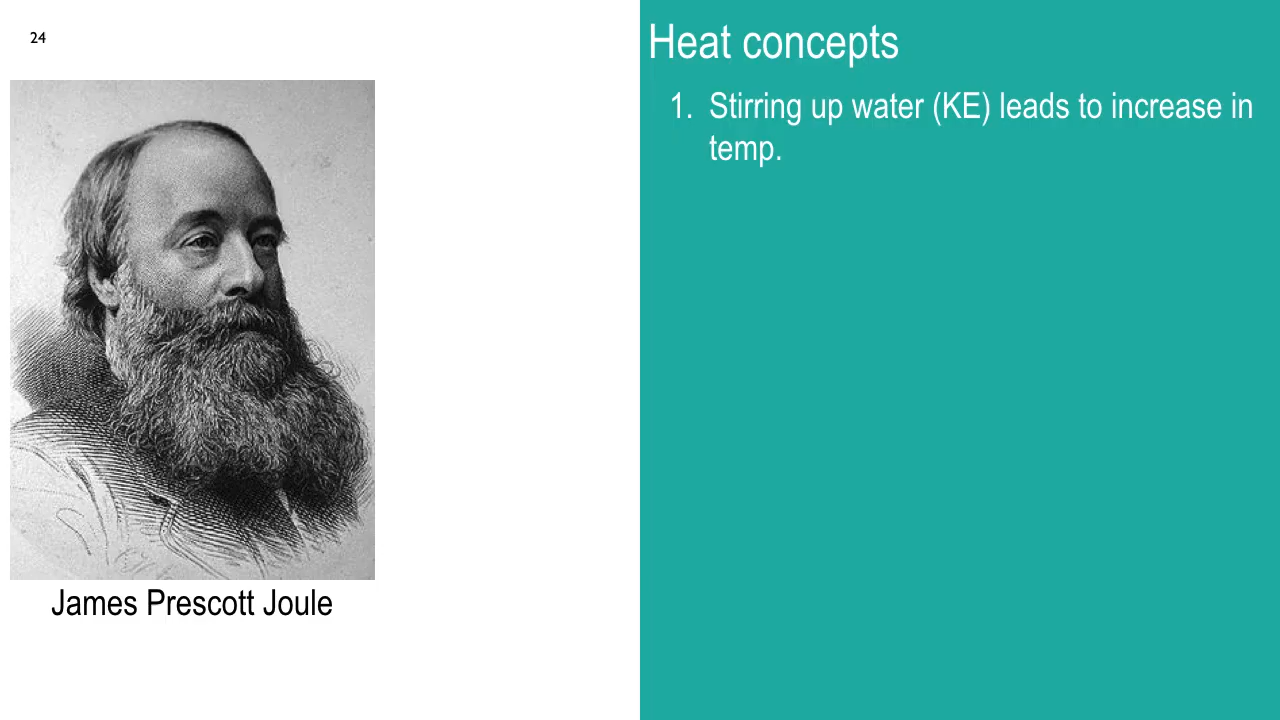 24
Heat concepts
1. Stirring up water (KE) leads to increase in
temp.
James Prescott Joule